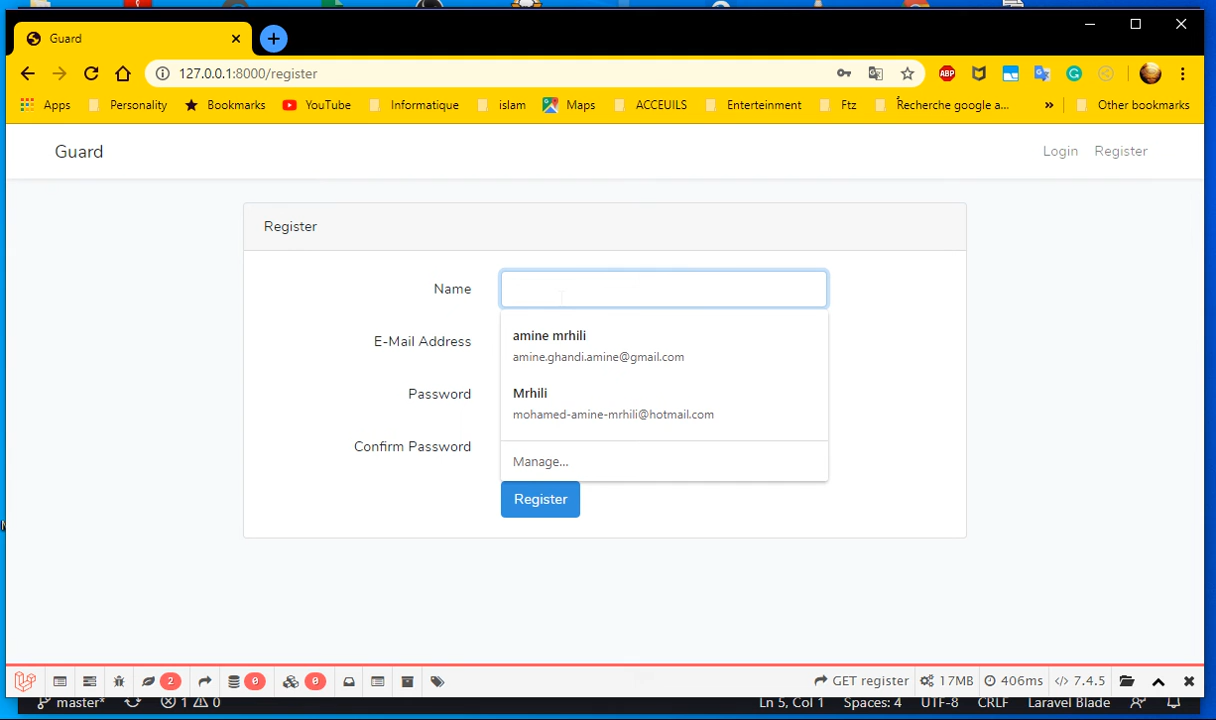 Guard
127.0.0.1:8000/register
ABP
Apps Personality Bookmarks YouTube Informatique islam Maps ACCEUILS Enterteinment Ftz Recherche google a... » Other bookmarks
Guard Login Register
Register
Name
E-Mail Address
Password
Confirm Password
amine mrhili
amine.ghandi.amine@gmail.com
Mrhili
mohamed-amine-mrhili@hotmail.com
Manage...
Register
2 0 0 GET register 17MB 406ms 7.4.5
master* 1 0 Ln 5, Col 1 Spaces: 4 UTF-8 CRLF Laravel Blade